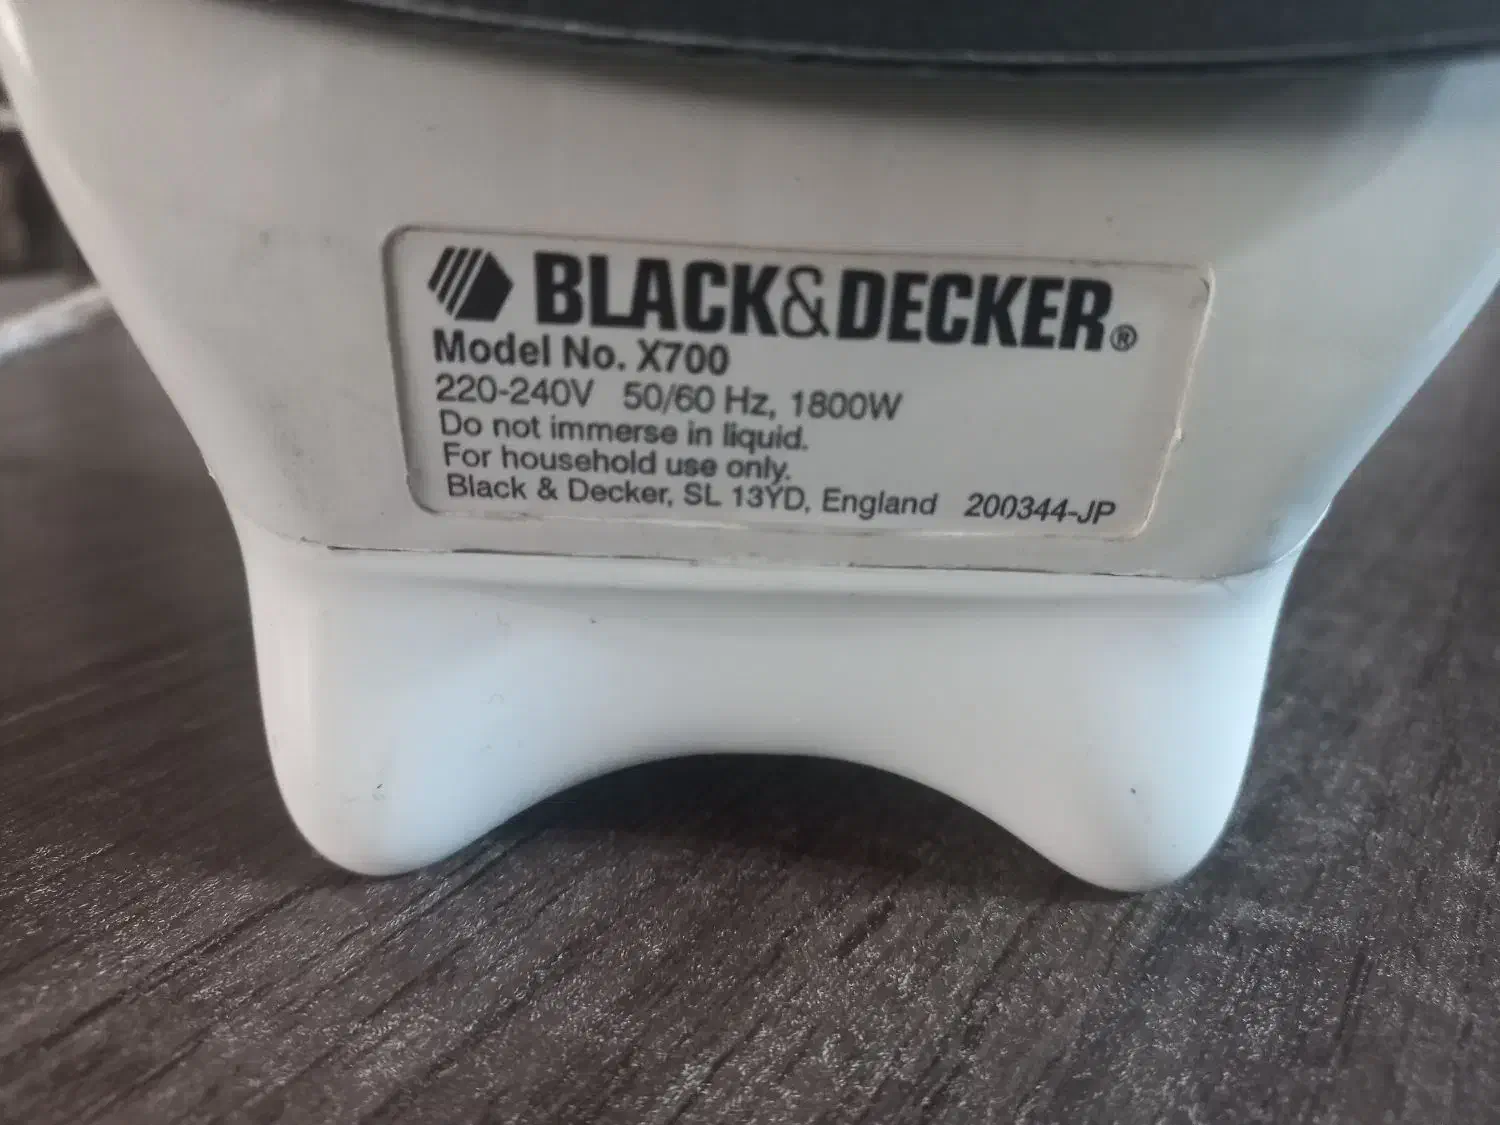 BLACK&DECKER®
Model No. X700
220-240V 50/60 Hz, 1800W
Do not immerse in liquid.
For household use only.
Black & Decker, SL 13YD, England 200344-JP